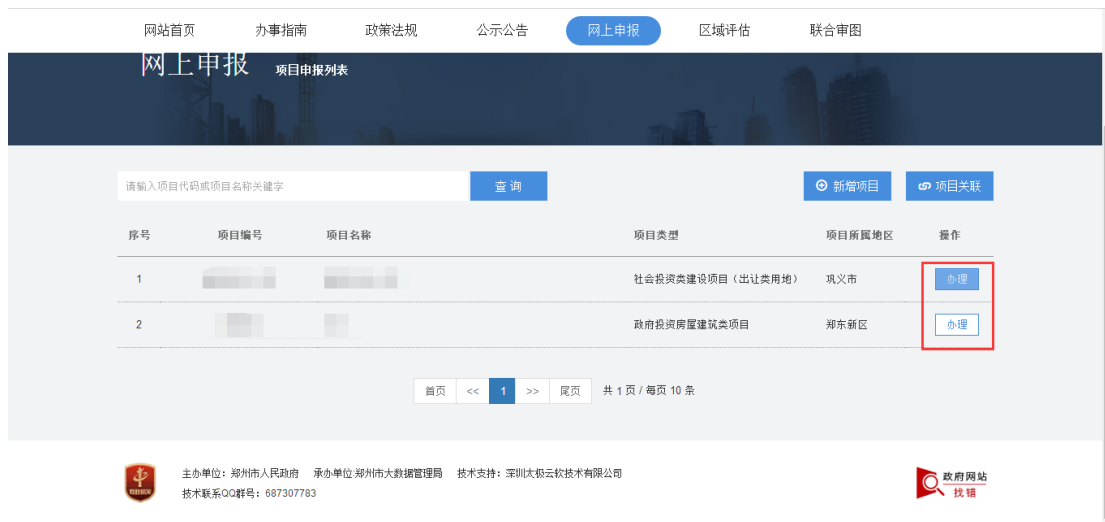 网站首页 办事指南 政策法规 公示公告 网上申报 区域评估 联合审图
网上申报 项目申报列表
请输入项目代码或项目名称关键字 查询 新增项目 项目关联
序号 项目编号 项目名称 项目类型 项目所属地区 操作
1 社会投资类建设项目（出让类用地） 巩义市 办理
2 政府投资房屋建筑类项目 郑东新区 办理
首页 << 1 >> 尾页 共 1 页 / 每页 10 条
主办单位：郑州市人民政府 承办单位:郑州市大数据管理局 技术支持：深圳太极云软技术有限公司
技术联系QQ群号：687307783
党政机关
政府网站
找错